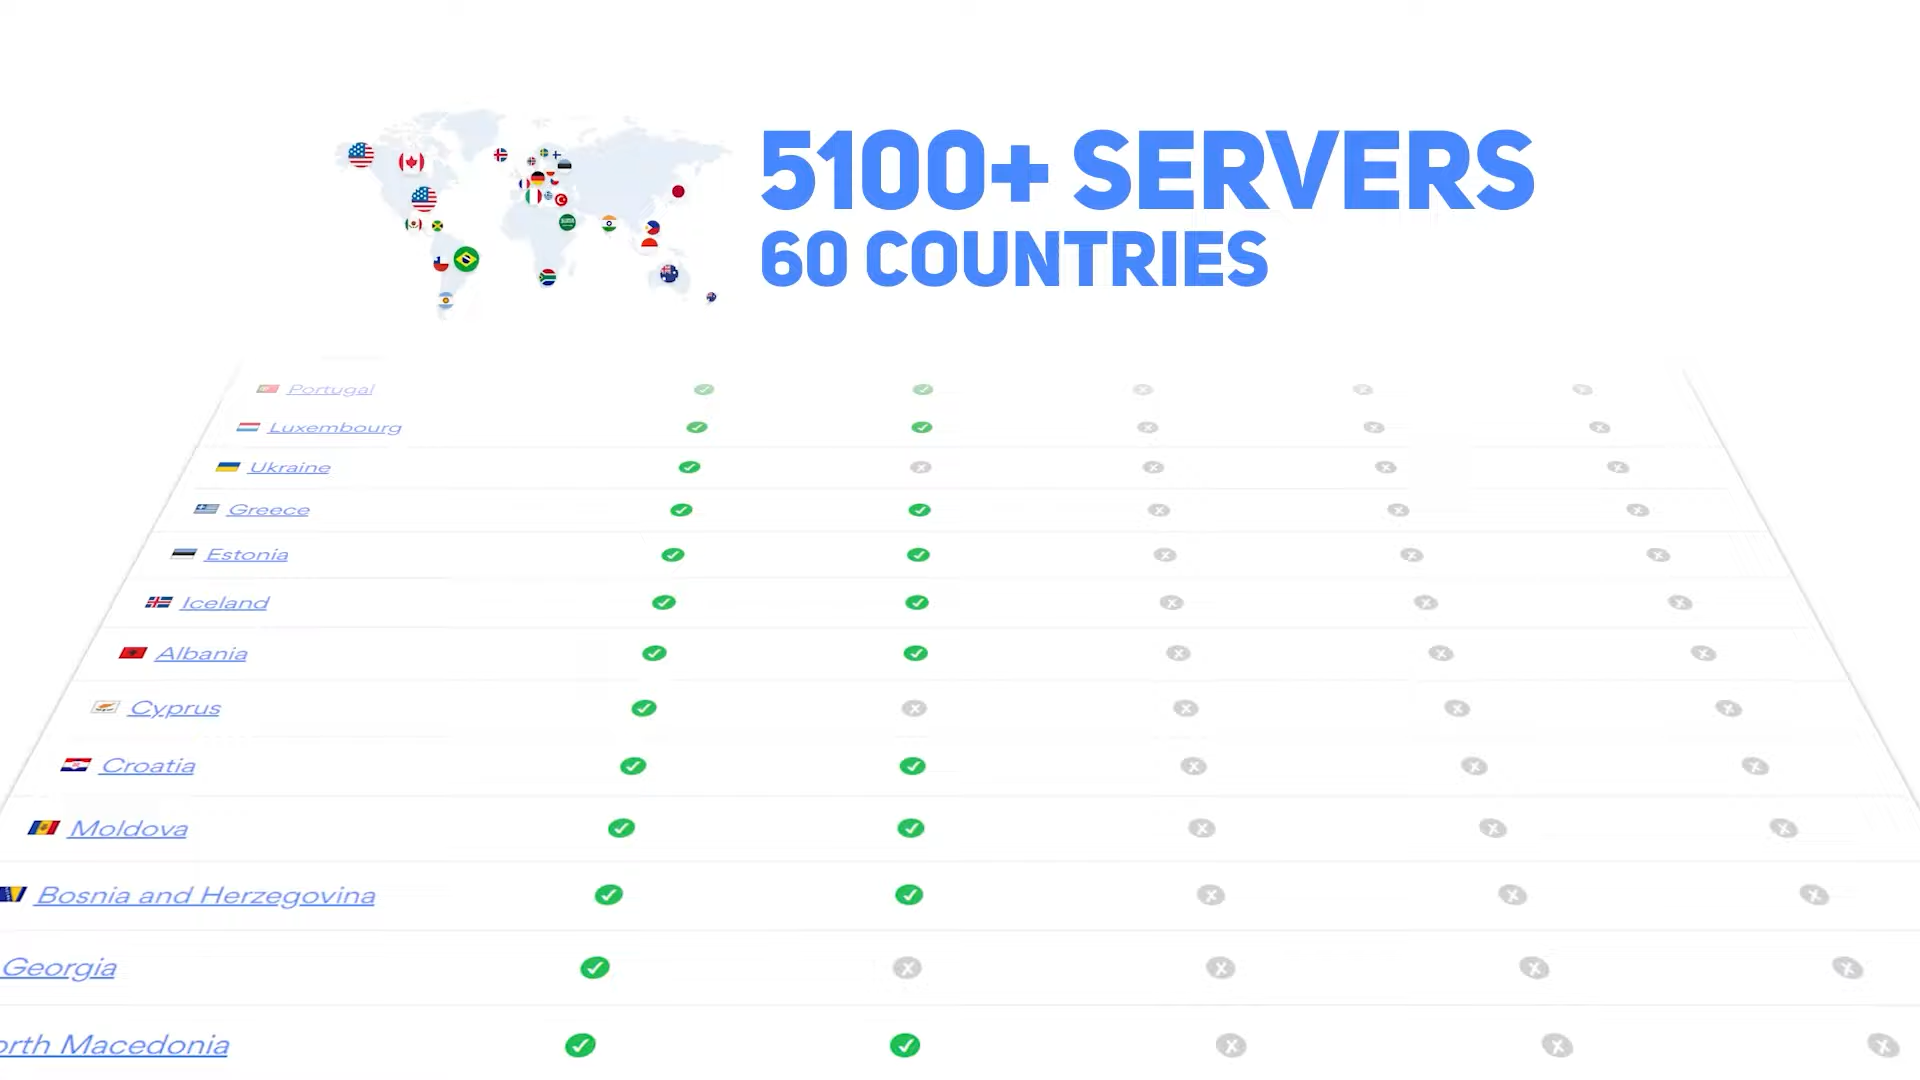 5100+ SERVERS
60 COUNTRIES
Portugal
Luxembourg
Ukraine
Greece
Estonia
Iceland
Albania
Cyprus
Croatia
Moldova
Bosnia and Herzegovina
Georgia
orth Macedonia